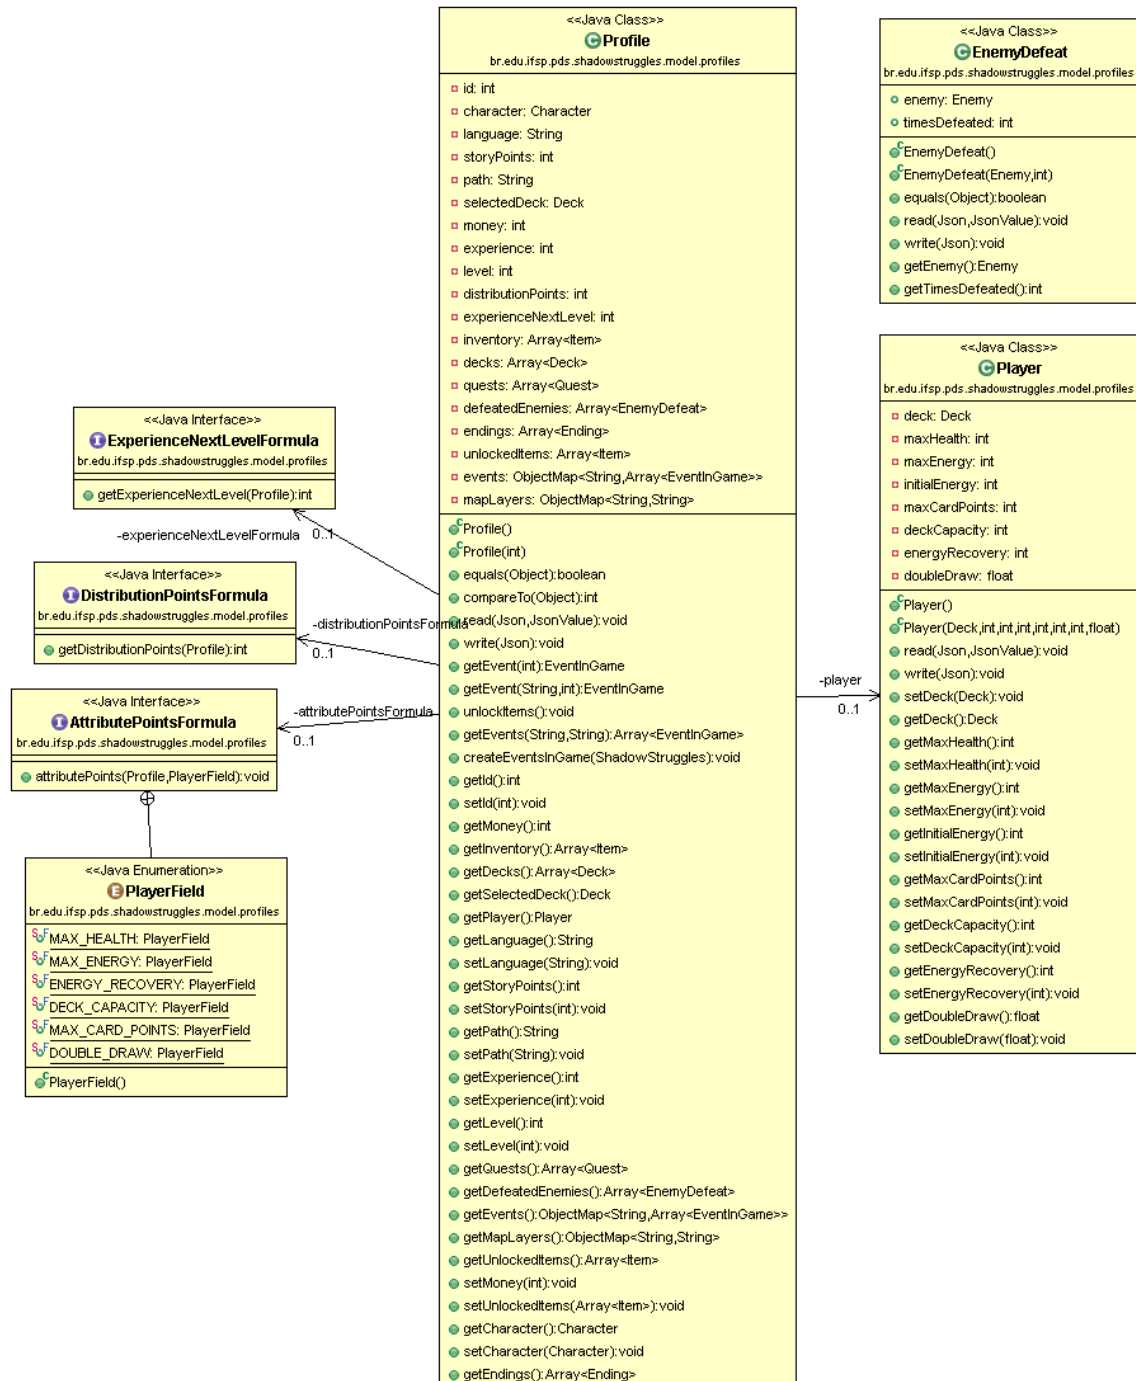 <<Java Class>>
Profile
br.edu.ifsp.pds.shadowstruggles.model.profiles
id: int
character: Character
language: String
storyPoints: int
path: String
selectedDeck: Deck
money: int
experience: int
level: int
distributionPoints: int
experienceNextLevel: int
inventory: Array<Item>
decks: Array<Deck>
quests: Array<Quest>
defeatedEnemies: Array<EnemyDefeat>
endings: Array<Ending>
unlockedItems: Array<Item>
events: ObjectMap<String,Array<EventInGame>>
mapLayers: ObjectMap<String,String>
Profile()
Profile(int)
equals(Object):boolean
compareTo(Object):int
read(Json,JsonValue):void
write(Json):void
getEvent(int):EventInGame
getEvent(String,int):EventInGame
unlockItems():void
getEvents(String,String):Array<EventInGame>
createEventsInGame(ShadowStruggles):void
getId():int
setId(int):void
getMoney():int
getInventory():Array<Item>
getDecks():Array<Deck>
getSelectedDeck():Deck
getPlayer():Player
getLanguage():String
setLanguage(String):void
getStoryPoints():int
setStoryPoints(int):void
getPath():String
setPath(String):void
getExperience():int
setExperience(int):void
getLevel():int
setLevel(int):void
getQuests():Array<Quest>
getDefeatedEnemies():Array<EnemyDefeat>
getEvents():ObjectMap<String,Array<EventInGame>>
getMapLayers():ObjectMap<String,String>
getUnlockedItems():Array<Item>
setMoney(int):void
setUnlockedItems(Array<Item>):void
getCharacter():Character
setCharacter(Character):void
getEndings():Array<Ending>
<<Java Class>>
EnemyDefeat
br.edu.ifsp.pds.shadowstruggles.model.profiles
enemy: Enemy
timesDefeated: int
EnemyDefeat()
EnemyDefeat(Enemy,int)
equals(Object):boolean
read(Json,JsonValue):void
write(Json):void
getEnemy():Enemy
getTimesDefeated():int
<<Java Class>>
Player
br.edu.ifsp.pds.shadowstruggles.model.profiles
deck: Deck
maxHealth: int
maxEnergy: int
initialEnergy: int
maxCardPoints: int
deckCapacity: int
energyRecovery: int
doubleDraw: float
Player()
Player(Deck,int,int,int,int,int,int,float)
read(Json,JsonValue):void
write(Json):void
setDeck(Deck):void
getDeck():Deck
getMaxHealth():int
setMaxHealth(int):void
getMaxEnergy():int
setMaxEnergy(int):void
getInitialEnergy():int
setInitialEnergy(int):void
getMaxCardPoints():int
setMaxCardPoints(int):void
getDeckCapacity():int
setDeckCapacity(int):void
getEnergyRecovery():int
setEnergyRecovery(int):void
getDoubleDraw():float
setDoubleDraw(float):void
<<Java Interface>>
ExperienceNextLevelFormula
br.edu.ifsp.pds.shadowstruggles.model.profiles
getExperienceNextLevel(Profile):int
-experienceNextLevelFormula
0..1
<<Java Interface>>
DistributionPointsFormula
br.edu.ifsp.pds.shadowstruggles.model.profiles
getDistributionPoints(Profile):int
-distributionPointsFormula
0..1
<<Java Interface>>
AttributePointsFormula
br.edu.ifsp.pds.shadowstruggles.model.profiles
attributePoints(Profile,PlayerField):void
-attributePointsFormula
0..1
-player
0..1
<<Java Enumeration>>
PlayerField
br.edu.ifsp.pds.shadowstruggles.model.profiles
MAX_HEALTH: PlayerField
MAX_ENERGY: PlayerField
ENERGY_RECOVERY: PlayerField
DECK_CAPACITY: PlayerField
MAX_CARD_POINTS: PlayerField
DOUBLE_DRAW: PlayerField
PlayerField()